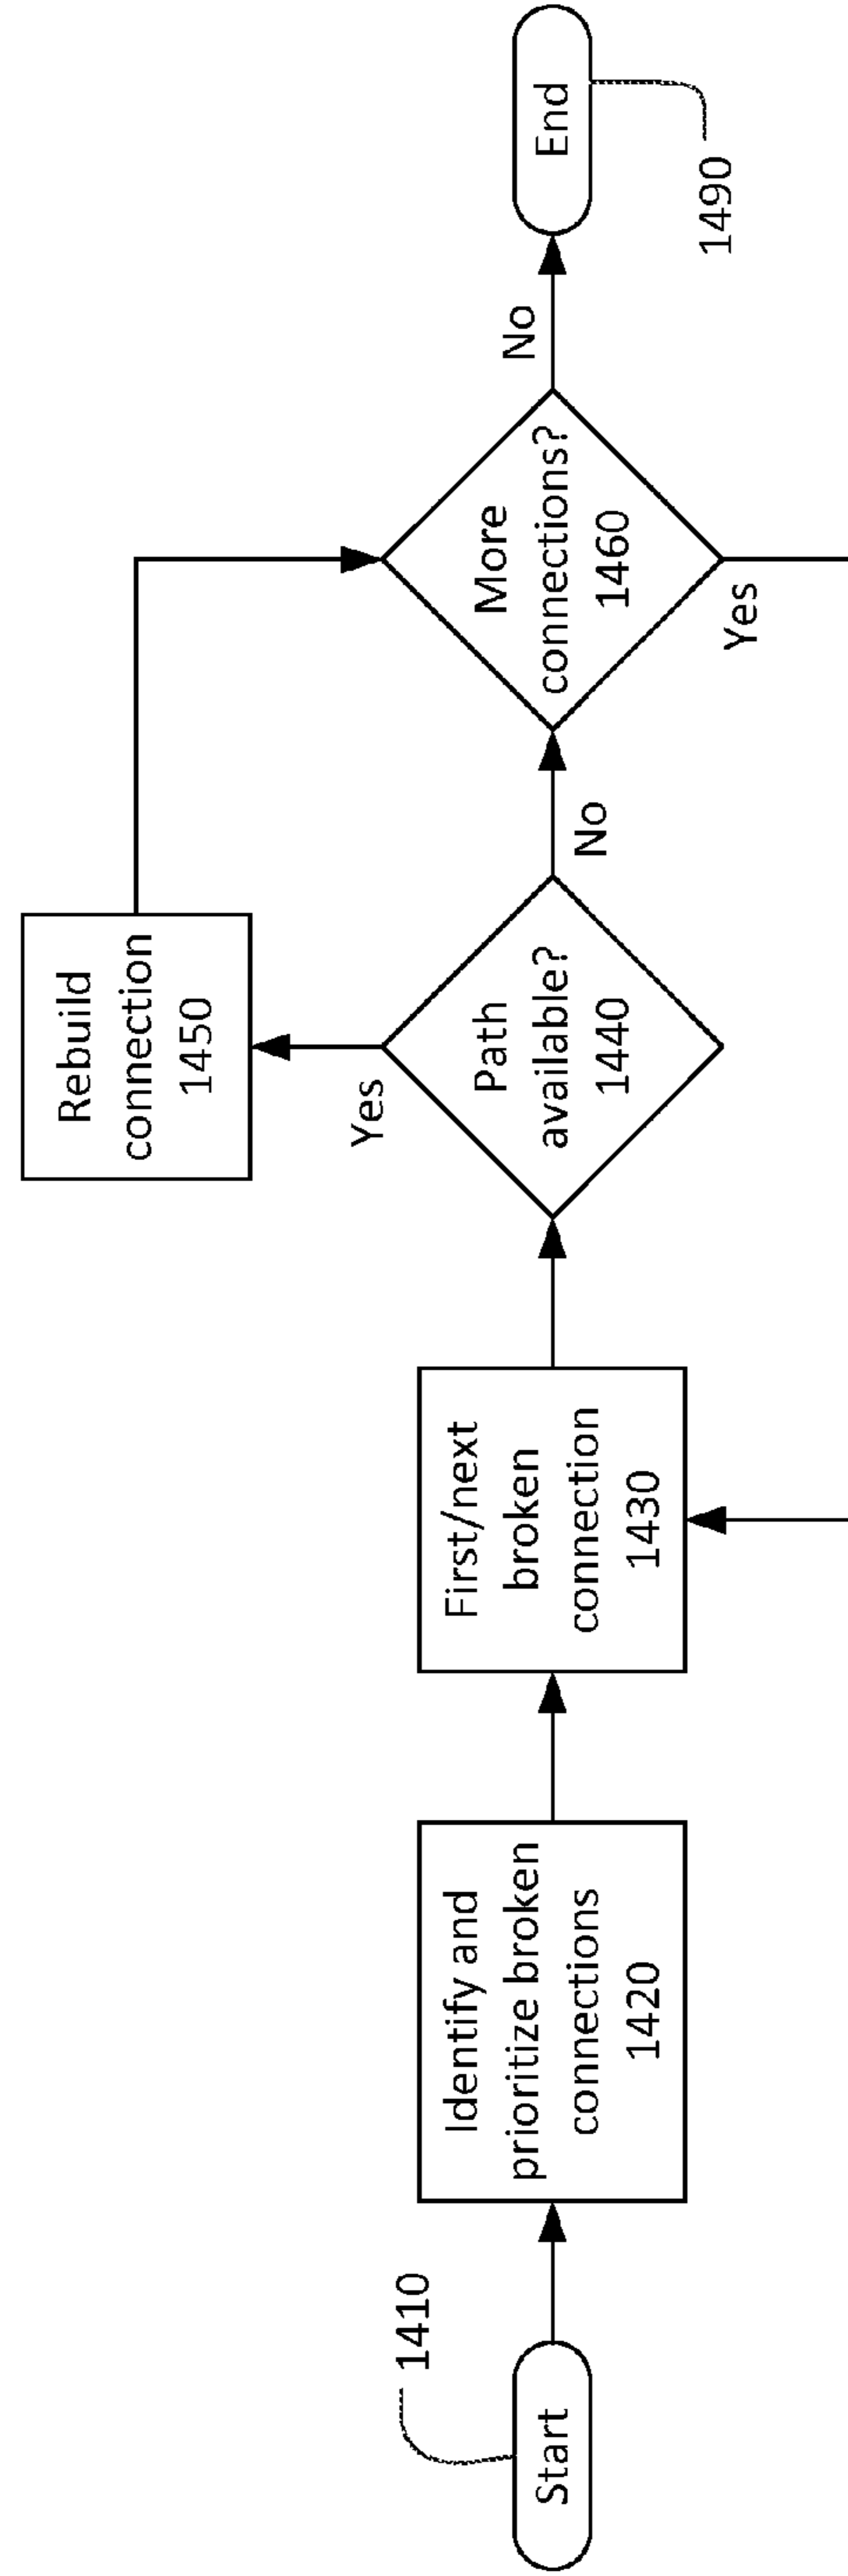 1410
Start
Identify and
prioritize broken
connections
1420
First/next
broken
connection
1430
Path
available?
1440
Yes
No
Rebuild
connection
1450
More
connections?
1460
Yes
No
End
1490